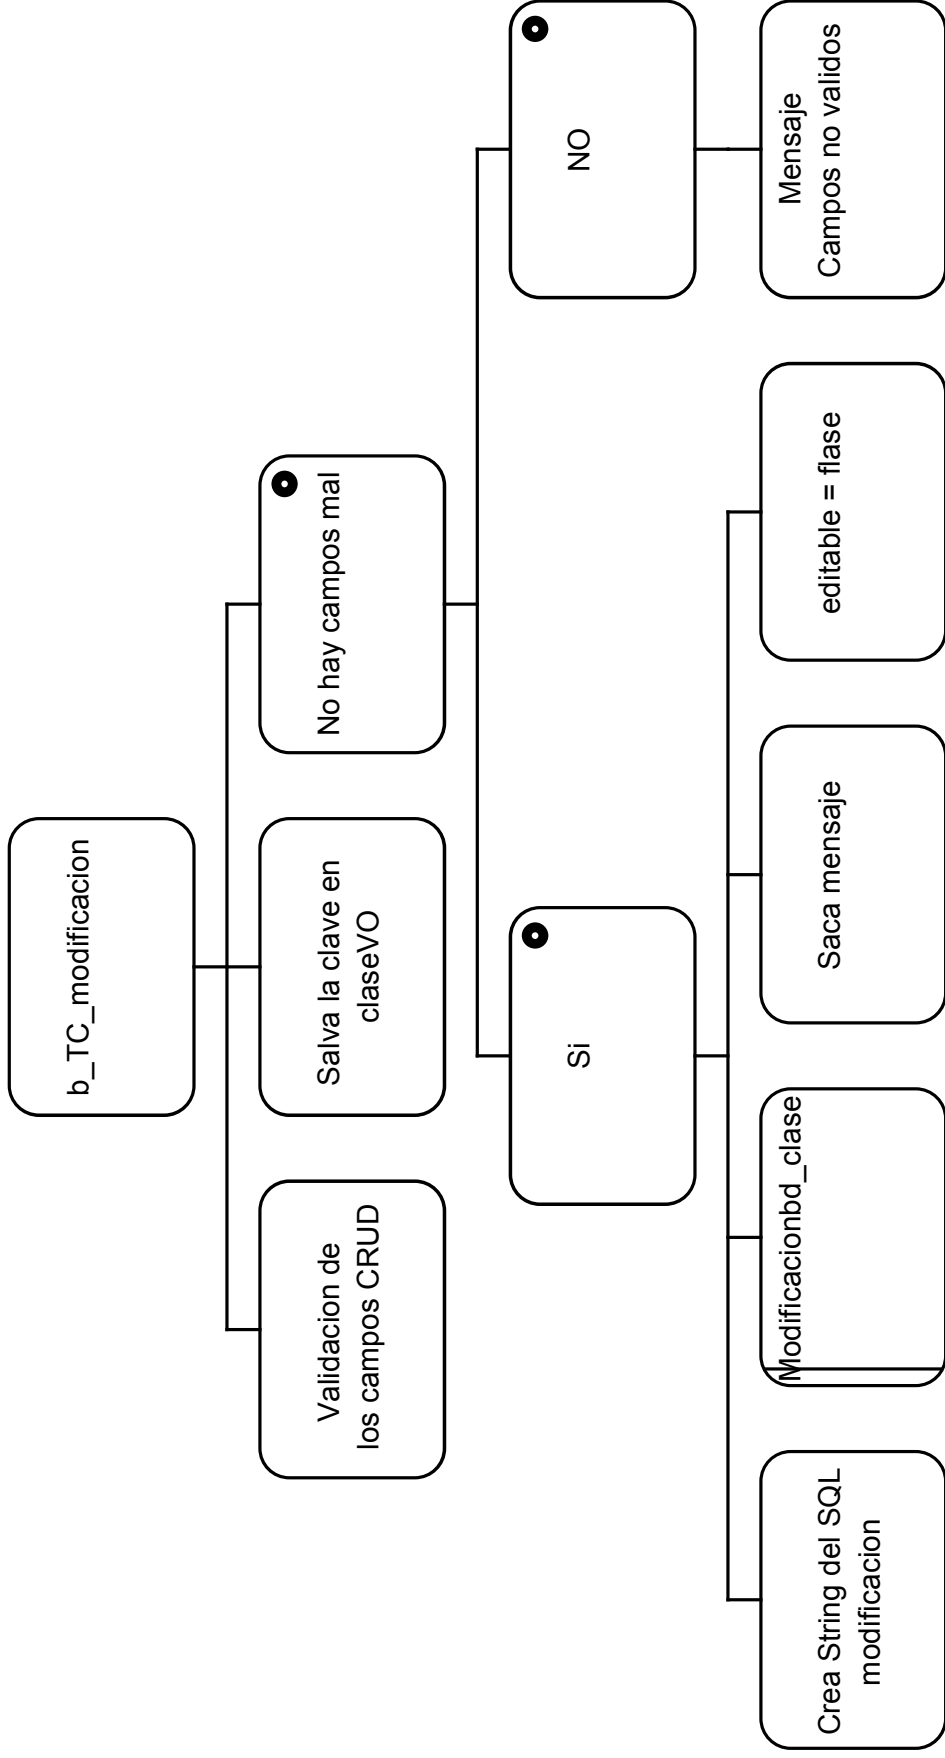 b_TC_modificacion
Validacion de
los campos CRUD
Salva la clave en
claseVO
No hay campos mal
Si
NO
Crea String del SQL
modificacion
Modificacionbd_clase
Saca mensaje
editable = flase
Mensaje
Campos no validos